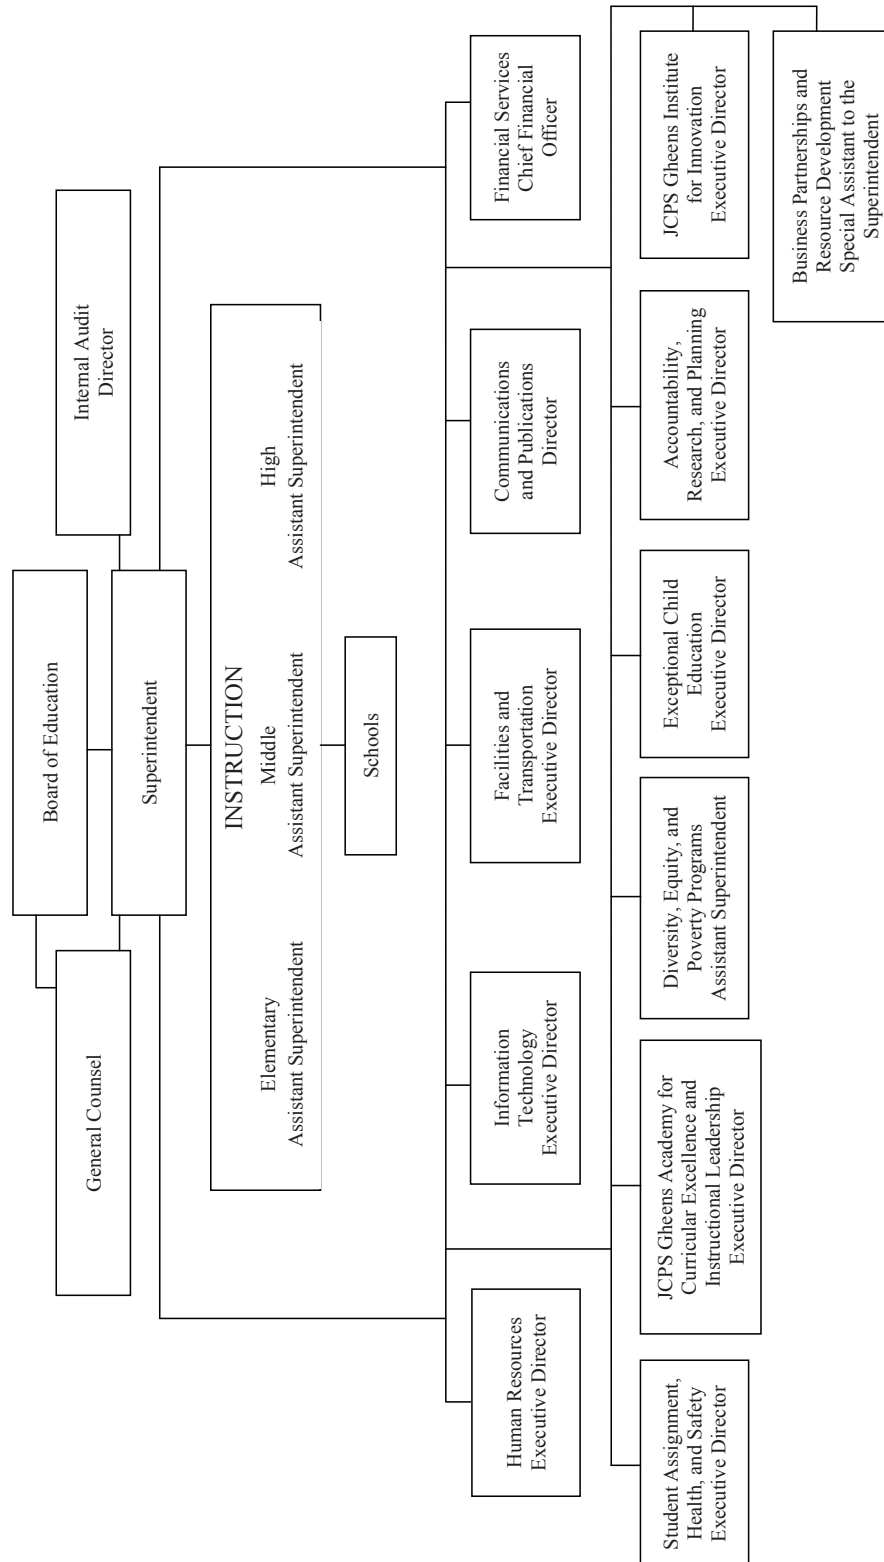 Board of Education
General Counsel
Superintendent
Internal Audit
Director
INSTRUCTION
Elementary
Assistant Superintendent
Middle
Assistant Superintendent
High
Assistant Superintendent
Schools
Human Resources
Executive Director
Information
Technology
Executive Director
Facilities and
Transportation
Executive Director
Communications
and Publications
Director
Financial Services
Chief Financial
Officer
Student Assignment,
Health, and Safety
Executive Director
JCPS Gheens Academy for
Curricular Excellence and
Instructional Leadership
Executive Director
Diversity, Equity, and
Poverty Programs
Assistant Superintendent
Exceptional Child
Education
Executive Director
Accountability,
Research, and Planning
Executive Director
JCPS Gheens Institute
for Innovation
Executive Director
Business Partnerships and
Resource Development
Special Assistant to the
Superintendent